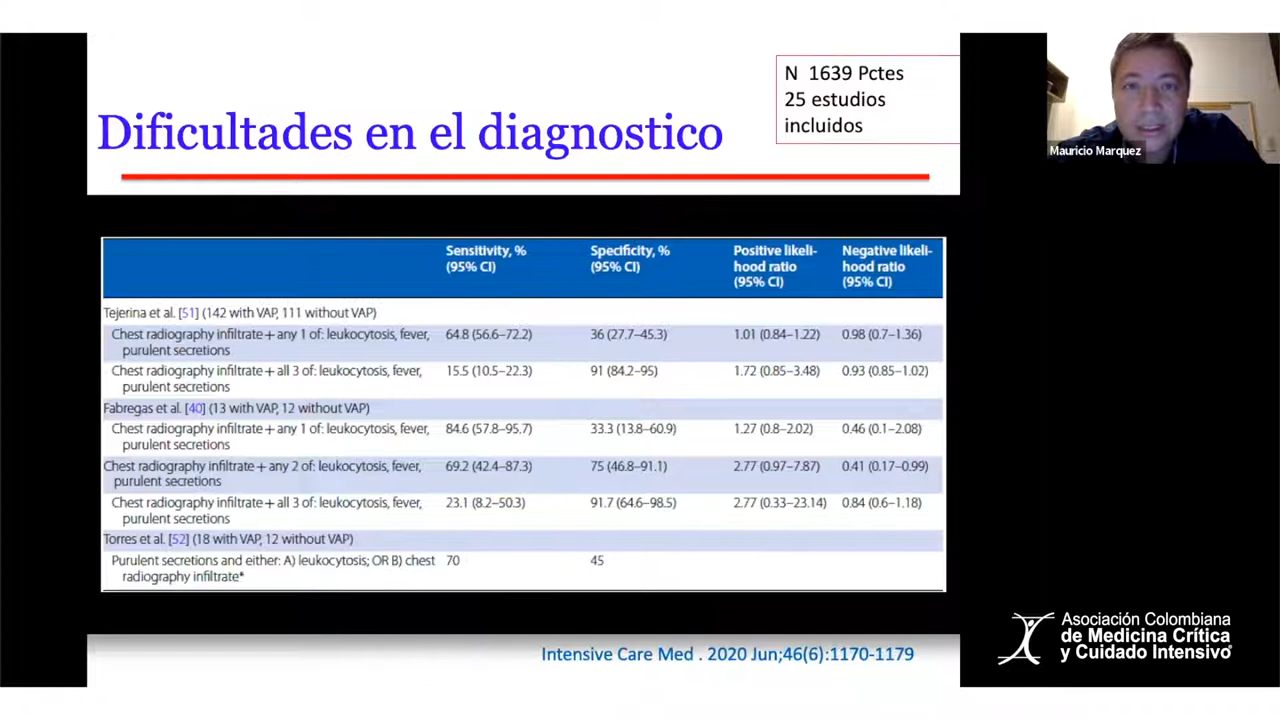 N 1639 Pctes
25 estudios
incluidos
Dificultades en el diagnostico
Mauricio Marquez
Sensitivity, %
(95% CI)
Specificity, %
(95% CI)
Positive likeli-
hood ratio
(95% CI)
Negative likeli-
hood ratio
(95% CI)
Tejerina et al. [51] (142 with VAP, 111 without VAP)
Chest radiography infiltrate + any 1 of: leukocytosis, fever, 64.8 (56.6–72.2) 36 (27.7–45.3) 1.01 (0.84–1.22) 0.98 (0.7–1.36)
purulent secretions
Chest radiography infiltrate + all 3 of: leukocytosis, fever, 15.5 (10.5–22.3) 91 (84.2–95) 1.72 (0.85–3.48) 0.93 (0.85–1.02)
purulent secretions
Fabregas et al. [40] (13 with VAP, 12 without VAP)
Chest radiography infiltrate + any 1 of: leukocytosis, fever, 84.6 (57.8–95.7) 33.3 (13.8–60.9) 1.27 (0.8–2.02) 0.46 (0.1–2.08)
purulent secretions
Chest radiography infiltrate + any 2 of: leukocytosis, fever, 69.2 (42.4–87.3) 75 (46.8–91.1) 2.77 (0.97–7.87) 0.41 (0.17–0.99)
purulent secretions
Chest radiography infiltrate + all 3 of: leukocytosis, fever, 23.1 (8.2–50.3) 91.7 (64.6–98.5) 2.77 (0.33–23.14) 0.84 (0.6–1.18)
purulent secretions
Torres et al. [52] (18 with VAP, 12 without VAP)
Purulent secretions and either: A) leukocytosis; OR B) chest 70 45
radiography infiltrate*
Intensive Care Med . 2020 Jun;46(6):1170-1179
Asociación Colombiana
de Medicina Crítica
y Cuidado Intensivo®